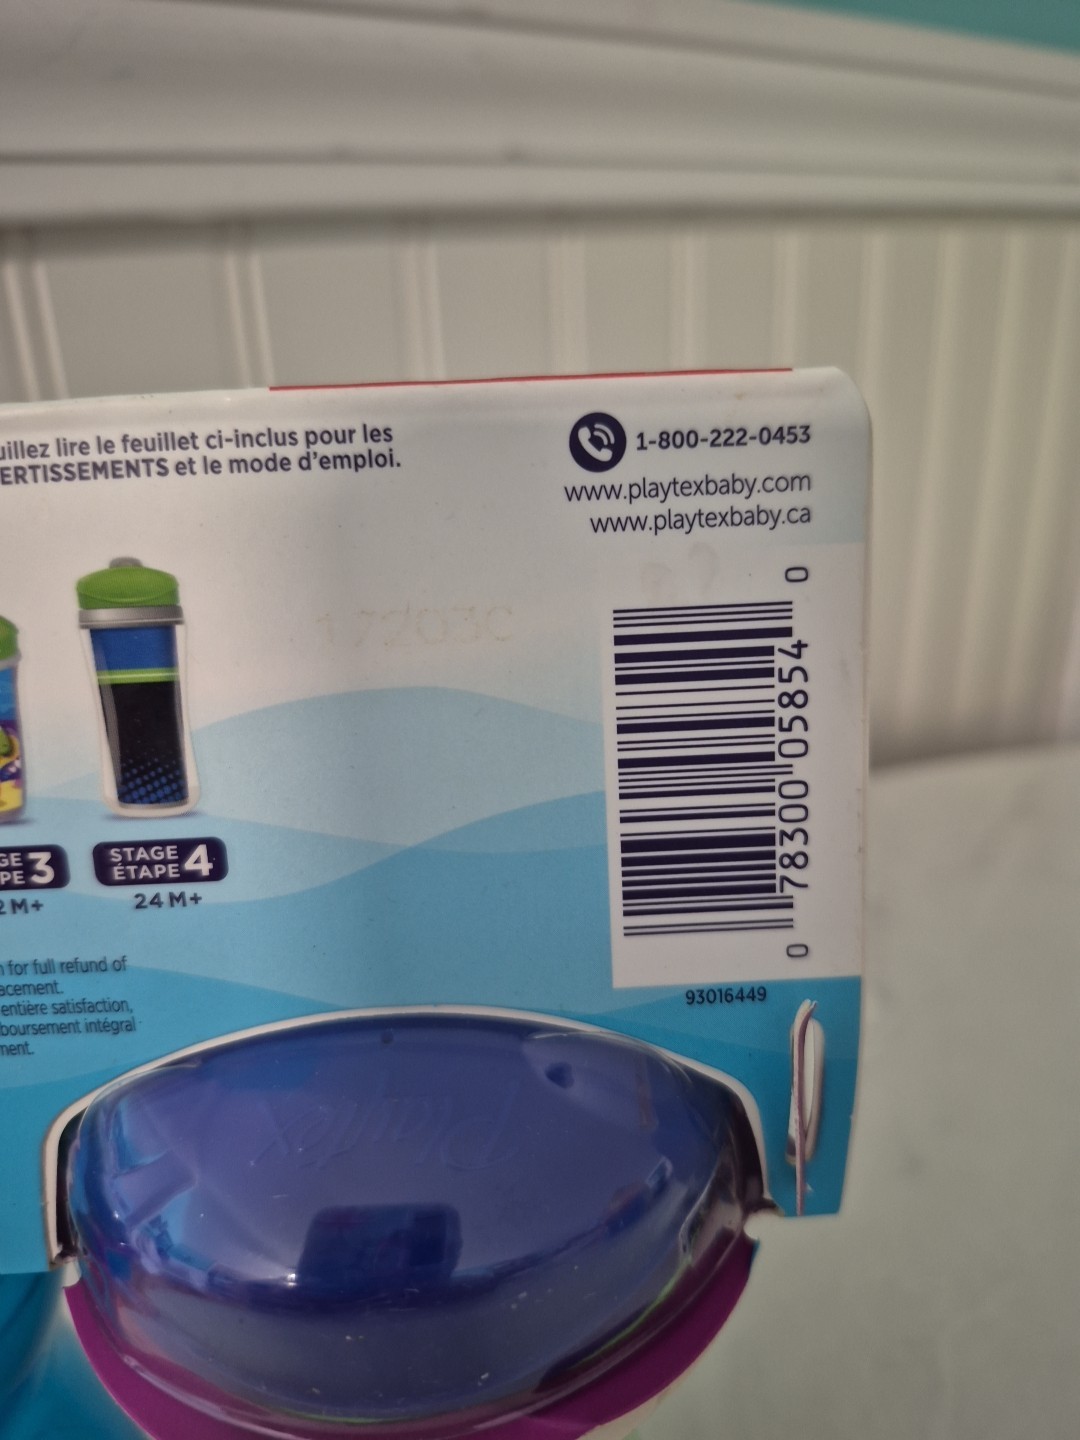 uillez lire le feuillet ci-inclus pour les
ERTISSEMENTS et le mode d'emploi.
1-800-222-0453
www.playtexbaby.com
www.playtexbaby.ca
17203C
GE
PE 3
2 M+
STAGE
ÉTAPE 4
24 M+
n for full refund of
acement.
entière satisfaction,
boursement intégral
ment.
0 78300 05854 0
93016449
Playtex